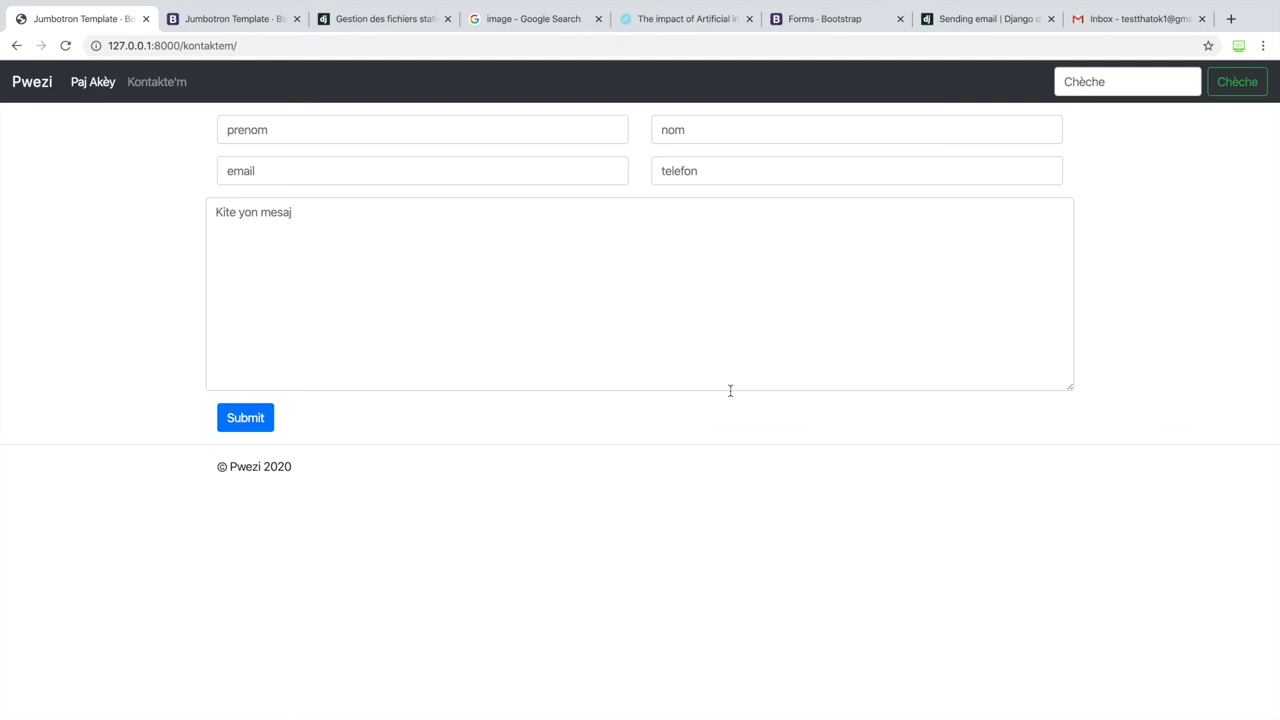 Jumbotron Template · Bo
Jumbotron Template · Bo
Gestion des fichiers stati
image - Google Search
The impact of Artificial in
Forms · Bootstrap
Sending email | Django d
Inbox - testthatok1@gma
127.0.0.1:8000/kontaktem/
Pwezi Paj Akèy Kontakte'm Chèche Chèche
prenom nom
email telefon
Kite yon mesaj
Submit
© Pwezi 2020